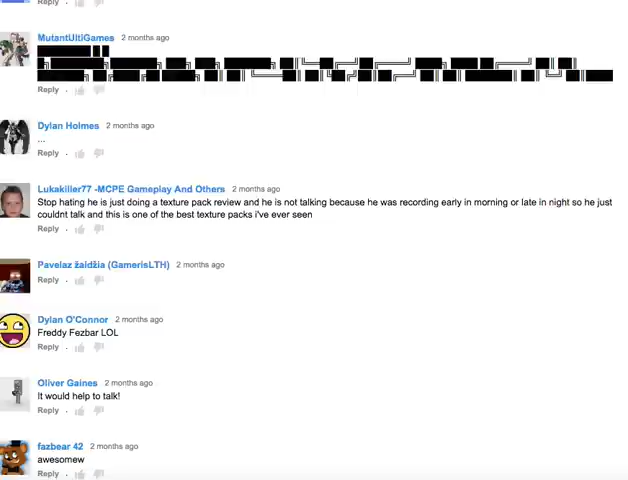 Reply ·
MutantUltiGames 2 months ago
Reply ·
Dylan Holmes 2 months ago
...
Reply ·
Lukakiller77 -MCPE Gameplay And Others 2 months ago
Stop hating he is just doing a texture pack review and he is not talking because he was recording early in morning or late in night so he just
couldnt talk and this is one of the best texture packs i've ever seen
Reply ·
Pavelaz žaidžia (GamerisLTH) 2 months ago
Reply ·
Dylan O'Connor 2 months ago
Freddy Fezbar LOL
Reply ·
Oliver Gaines 2 months ago
It would help to talk!
Reply ·
fazbear 42 2 months ago
awesomew
Reply ·